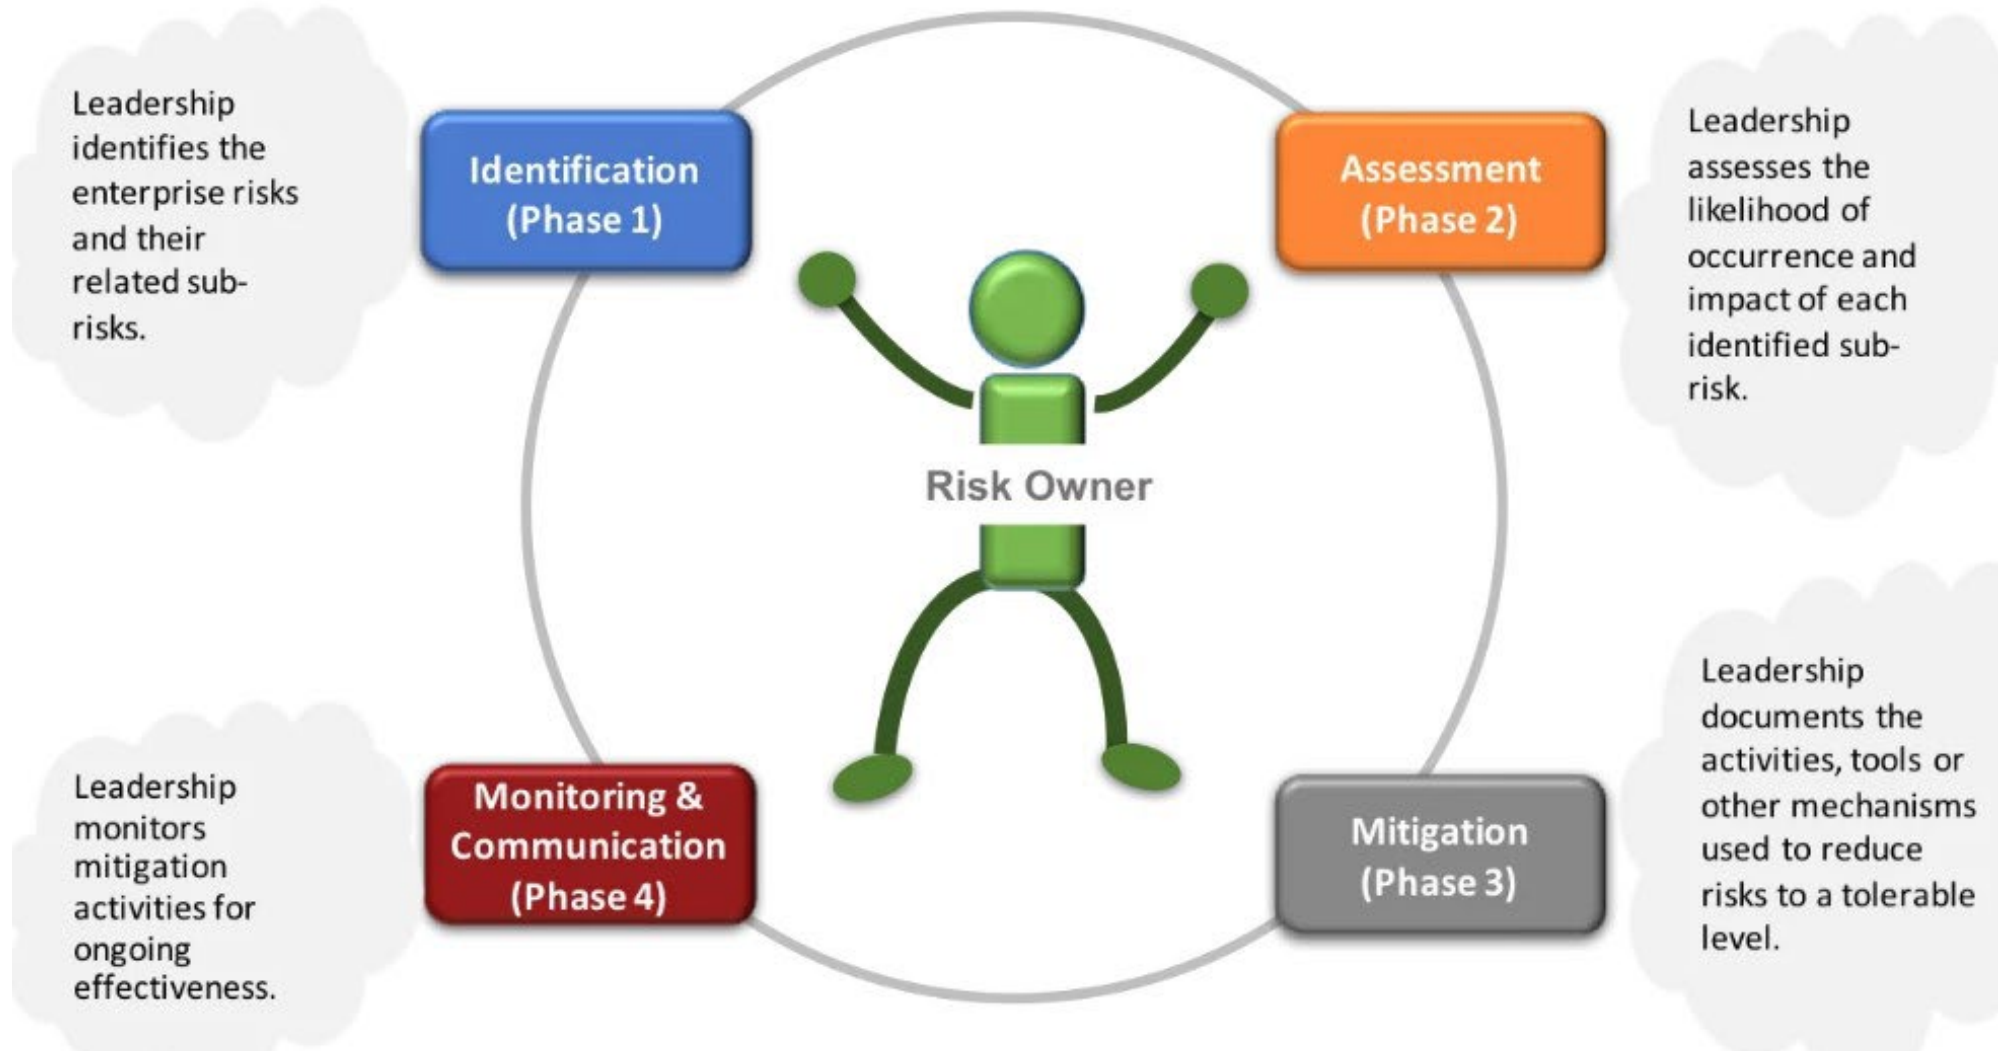 Leadership
identifies the
enterprise risks
and their
related sub-
risks.
Identification
(Phase 1)
Assessment
(Phase 2)
Leadership
assesses the
likelihood of
occurrence and
impact of each
identified sub-
risk.
Risk Owner
Leadership
monitors
mitigation
activities for
ongoing
effectiveness.
Monitoring &
Communication
(Phase 4)
Mitigation
(Phase 3)
Leadership
documents the
activities, tools or
other mechanisms
used to reduce
risks to a tolerable
level.